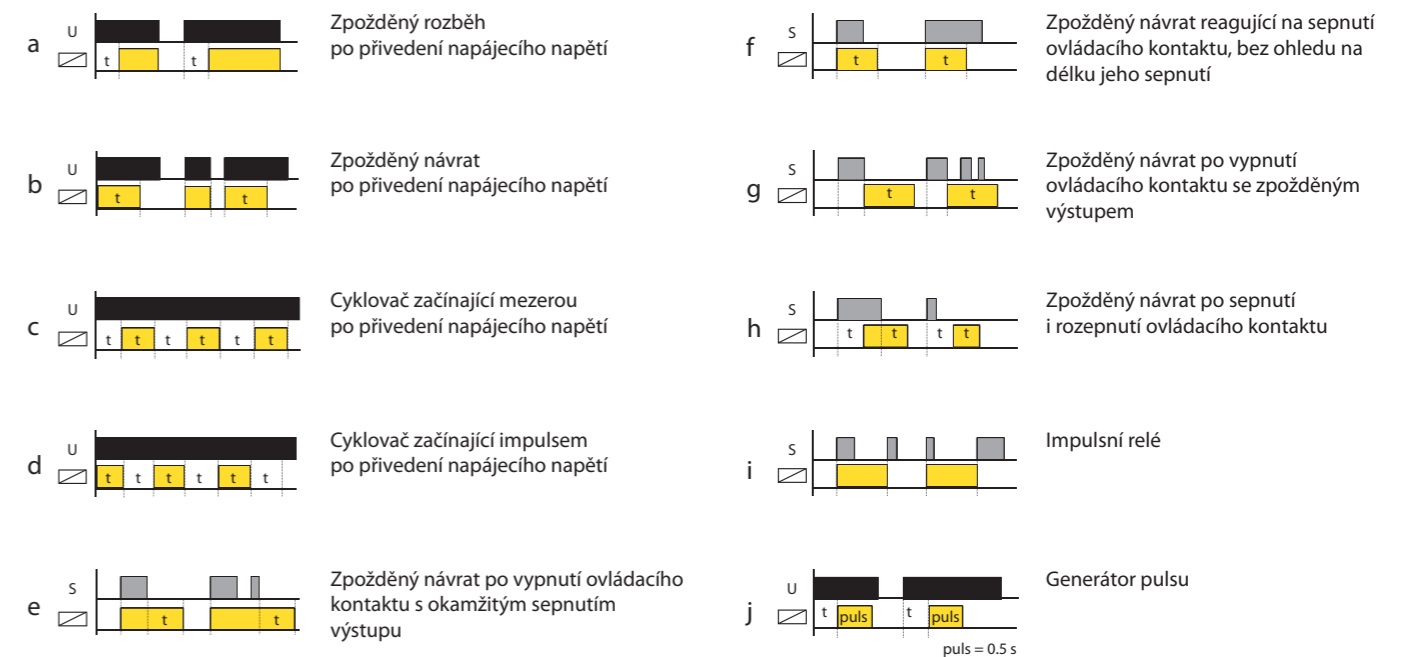 a
U
t
t
Zpožděný rozběh
po přivedení napájecího napětí
b
U
t
t
Zpožděný návrat
po přivedení napájecího napětí
c
U
t t t t t t
Cyklovač začínající mezerou
po přivedení napájecího napětí
d
U
t t t t t t
Cyklovač začínající impulsem
po přivedení napájecího napětí
e
S
t
t
Zpožděný návrat po vypnutí ovládacího
kontaktu s okamžitým sepnutím
výstupu
f
S
t
t
Zpožděný návrat reagující na sepnutí
ovládacího kontaktu, bez ohledu na
délku jeho sepnutí
g
S
t
t
Zpožděný návrat po vypnutí
ovládacího kontaktu se zpožděným
výstupem
h
S
t t t t
Zpožděný návrat po sepnutí
i rozepnutí ovládacího kontaktu
i
S
Impulsní relé
j
U
t puls t puls
puls = 0.5 s
Generátor pulsu